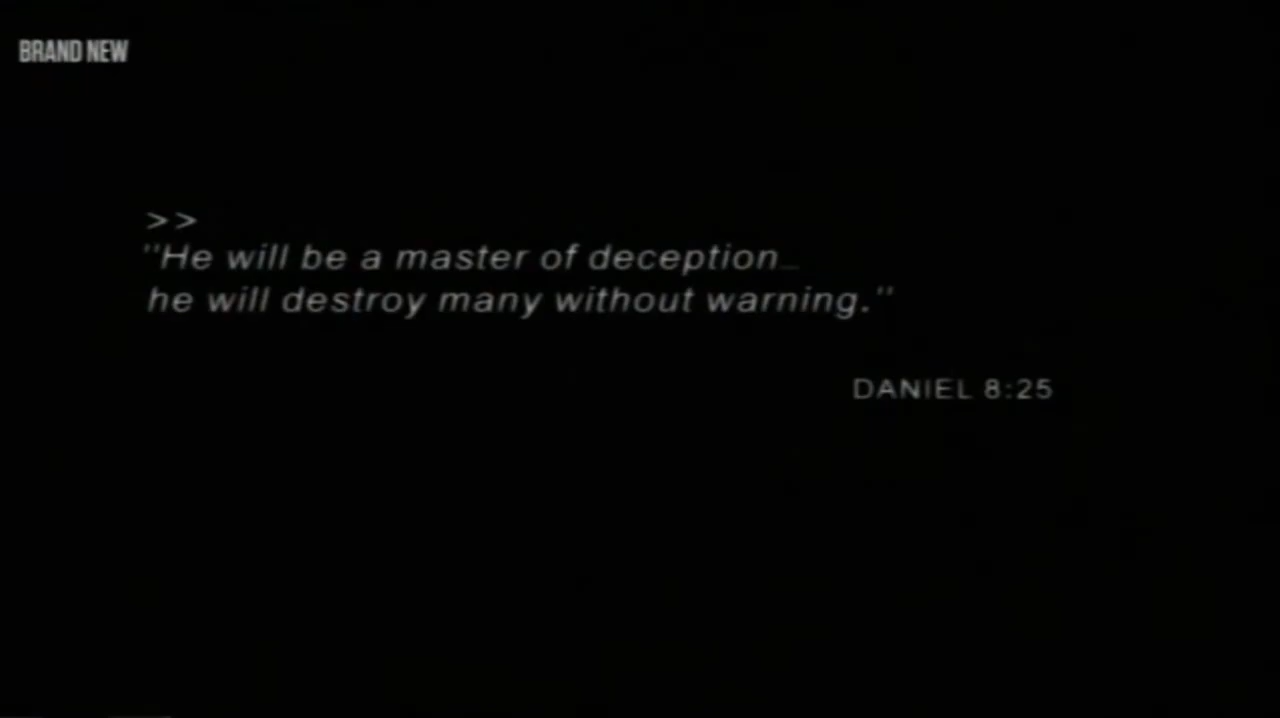 BRAND NEW
>>
"He will be a master of deception...
he will destroy many without warning."
DANIEL 8:25